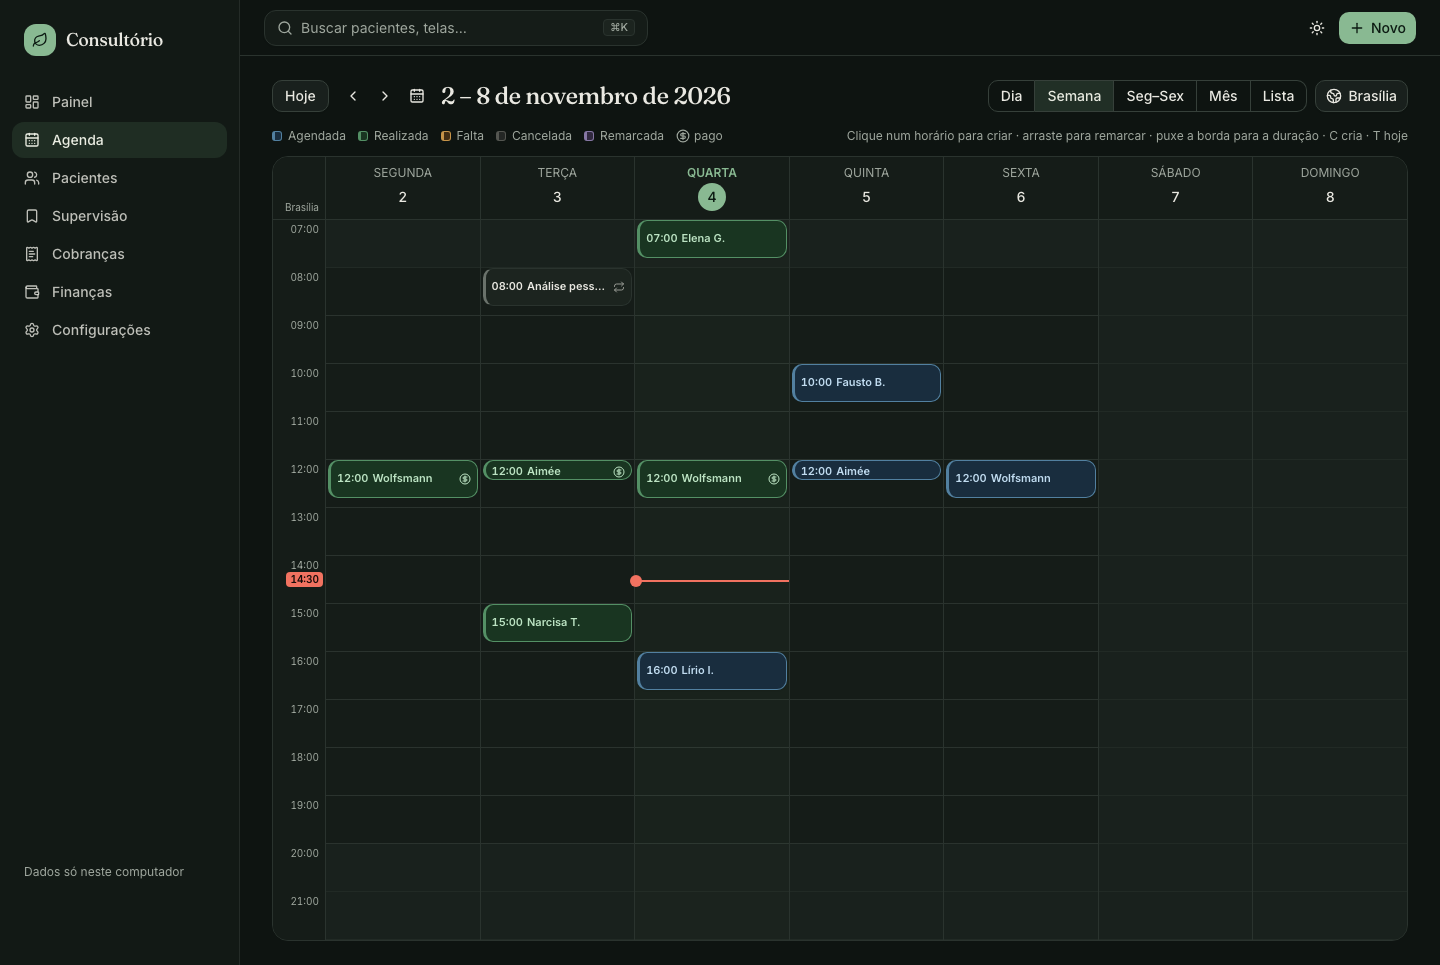 Consultório
Buscar pacientes, telas...
⌘K
Novo
Painel
Agenda
Pacientes
Supervisão
Cobranças
Finanças
Configurações
Dados só neste computador
Hoje
2 – 8 de novembro de 2026
Dia Semana Seg–Sex Mês Lista
Brasília
Agendada Realizada Falta Cancelada Remarcada pago
Clique num horário para criar · arraste para remarcar · puxe a borda para a duração · C cria · T hoje
Brasília
SEGUNDA TERÇA QUARTA QUINTA SEXTA SÁBADO DOMINGO
2 3 4 5 6 7 8
07:00
07:00 Elena G.
08:00
08:00 Análise pess...
09:00
10:00
10:00 Fausto B.
11:00
12:00
12:00 Wolfsmann
12:00 Aimée
12:00 Wolfsmann
12:00 Aimée
12:00 Wolfsmann
13:00
14:00
14:30
15:00
15:00 Narcisa T.
16:00
16:00 Lírio I.
17:00
18:00
19:00
20:00
21:00